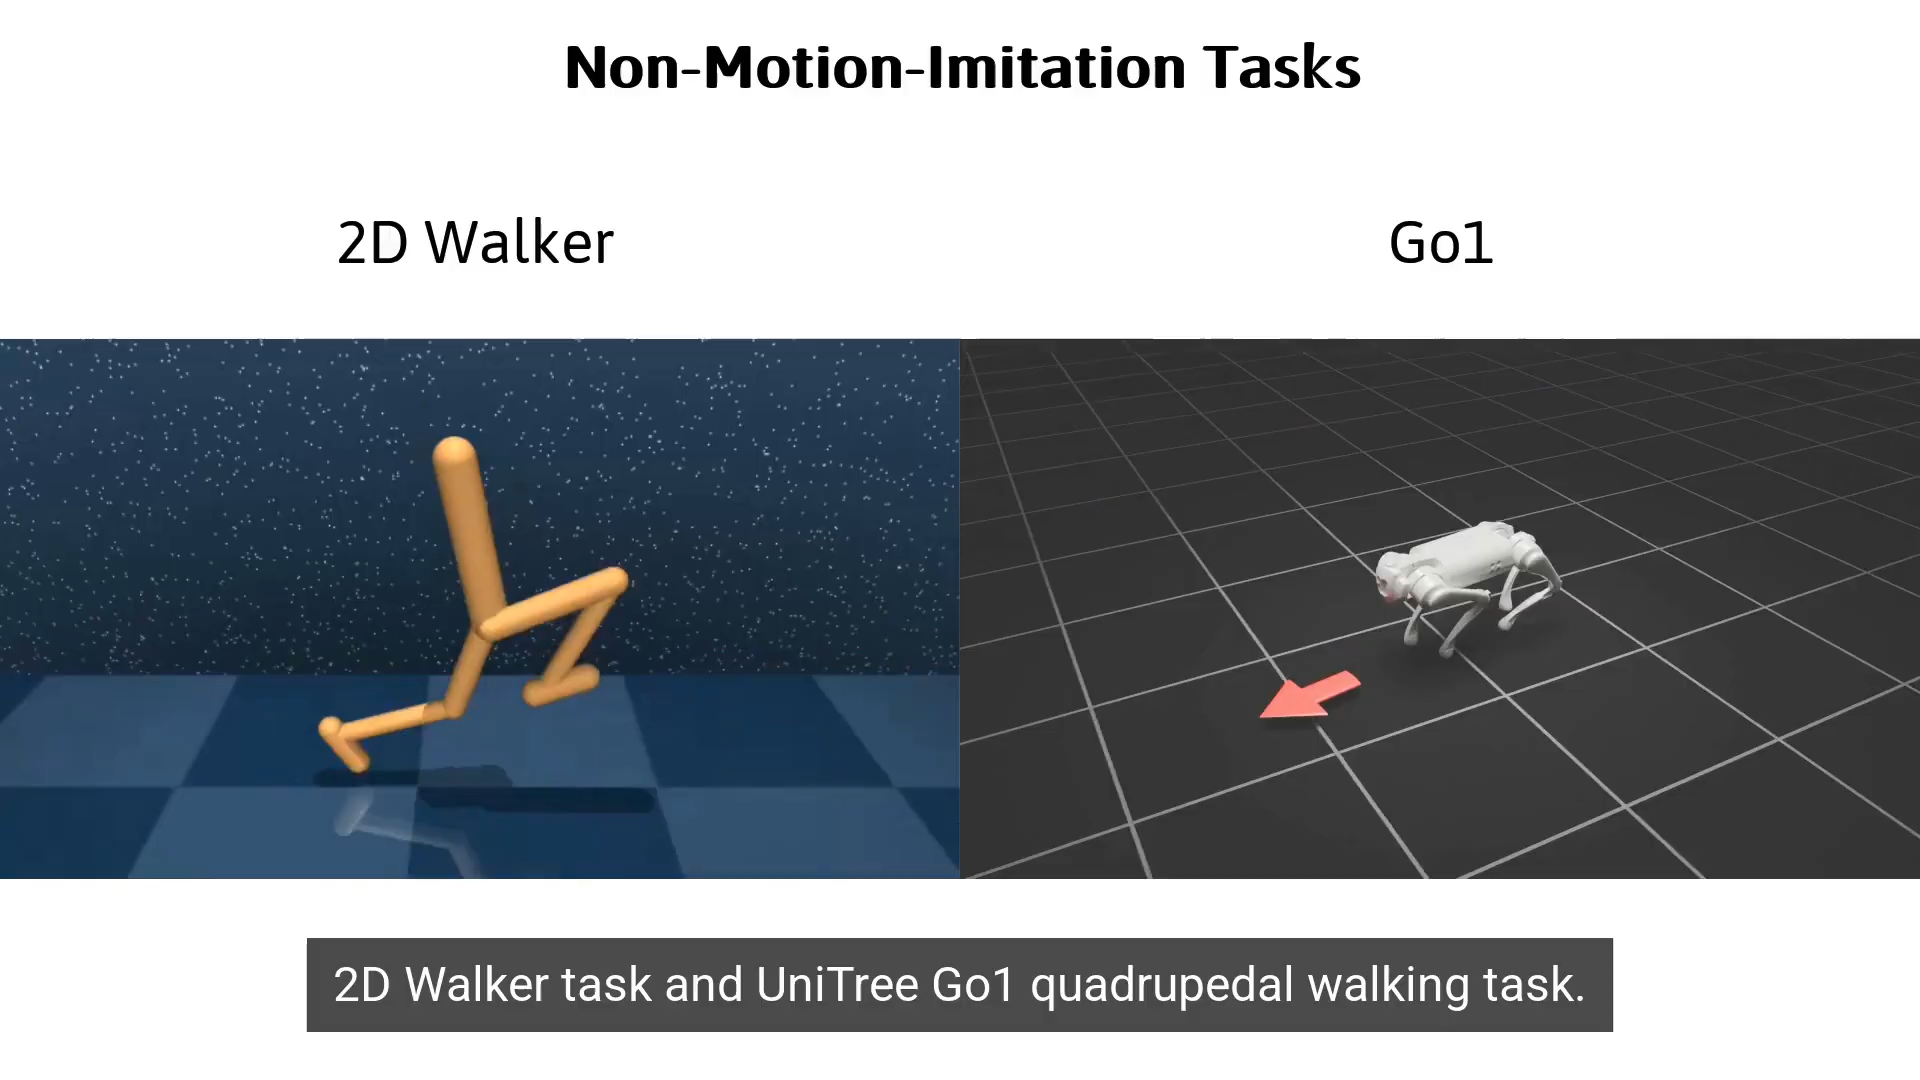 Non-Motion-Imitation Tasks
2D Walker
Go1
2D Walker task and UniTree Go1 quadrupedal walking task.